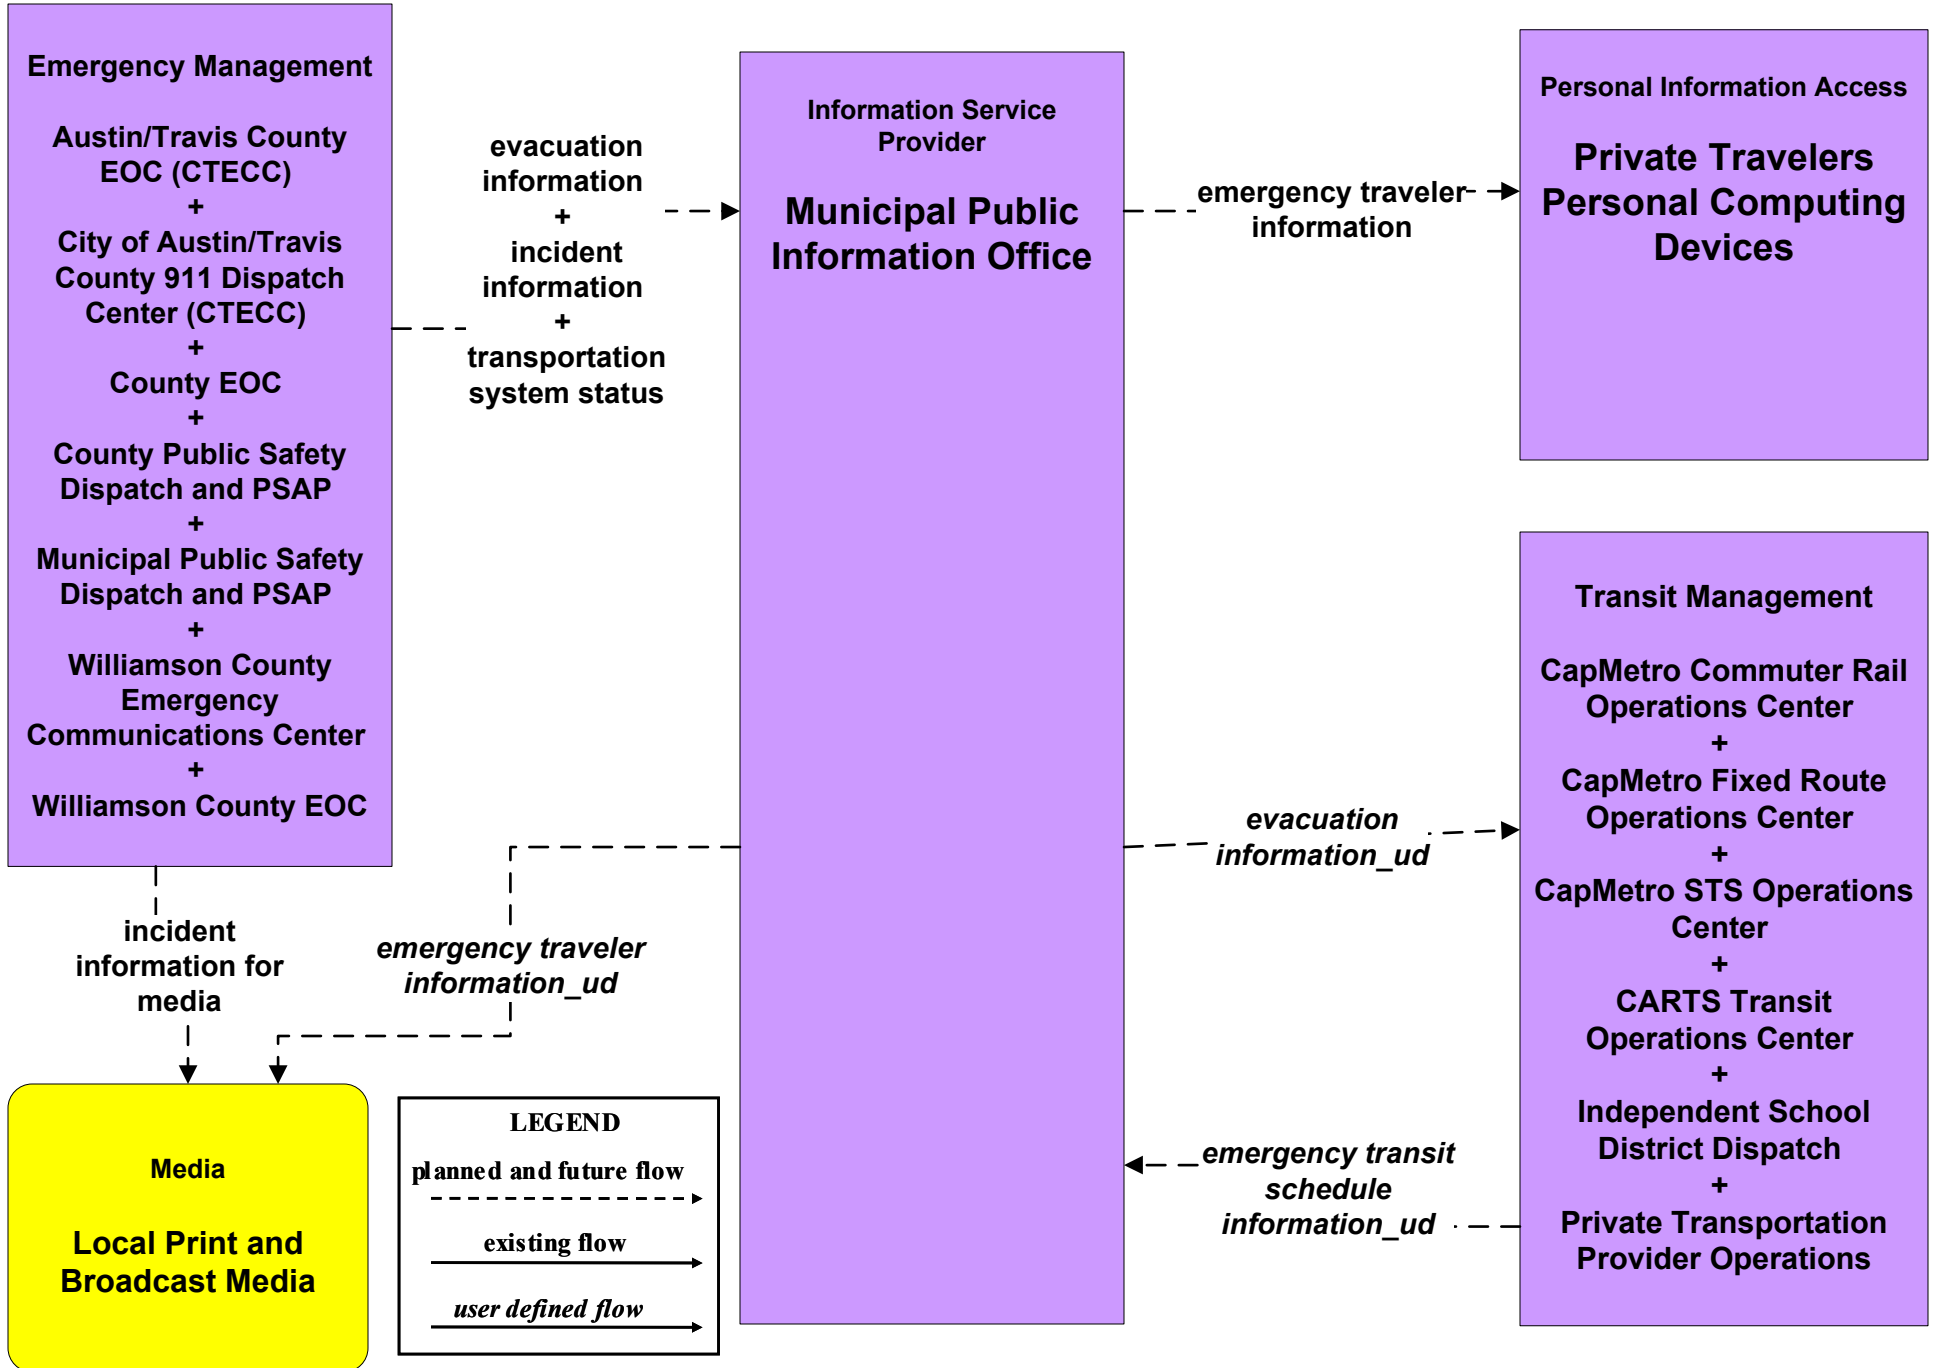 Emergency Management
Austin/Travis County
EOC (CTECC)
+
City of Austin/Travis
County 911 Dispatch
Center (CTECC)
+
County EOC
+
County Public Safety
Dispatch and PSAP
+
Municipal Public Safety
Dispatch and PSAP
+
Williamson County
Emergency
Communications Center
+
Williamson County EOC
evacuation
information
+
incident
information
+
transportation
system status
Information Service
Provider
Municipal Public
Information Office
emergency traveler
information
Personal Information Access
Private Travelers
Personal Computing
Devices
Transit Management
CapMetro Commuter Rail
Operations Center
+
CapMetro Fixed Route
Operations Center
+
CapMetro STS Operations
Center
+
CARTS Transit
Operations Center
+
Independent School
District Dispatch
+
Private Transportation
Provider Operations
evacuation
information_ud
emergency transit
schedule
information_ud
incident
information for
media
emergency traveler
information_ud
Media
Local Print and
Broadcast Media
LEGEND
planned and future flow
existing flow
user defined flow